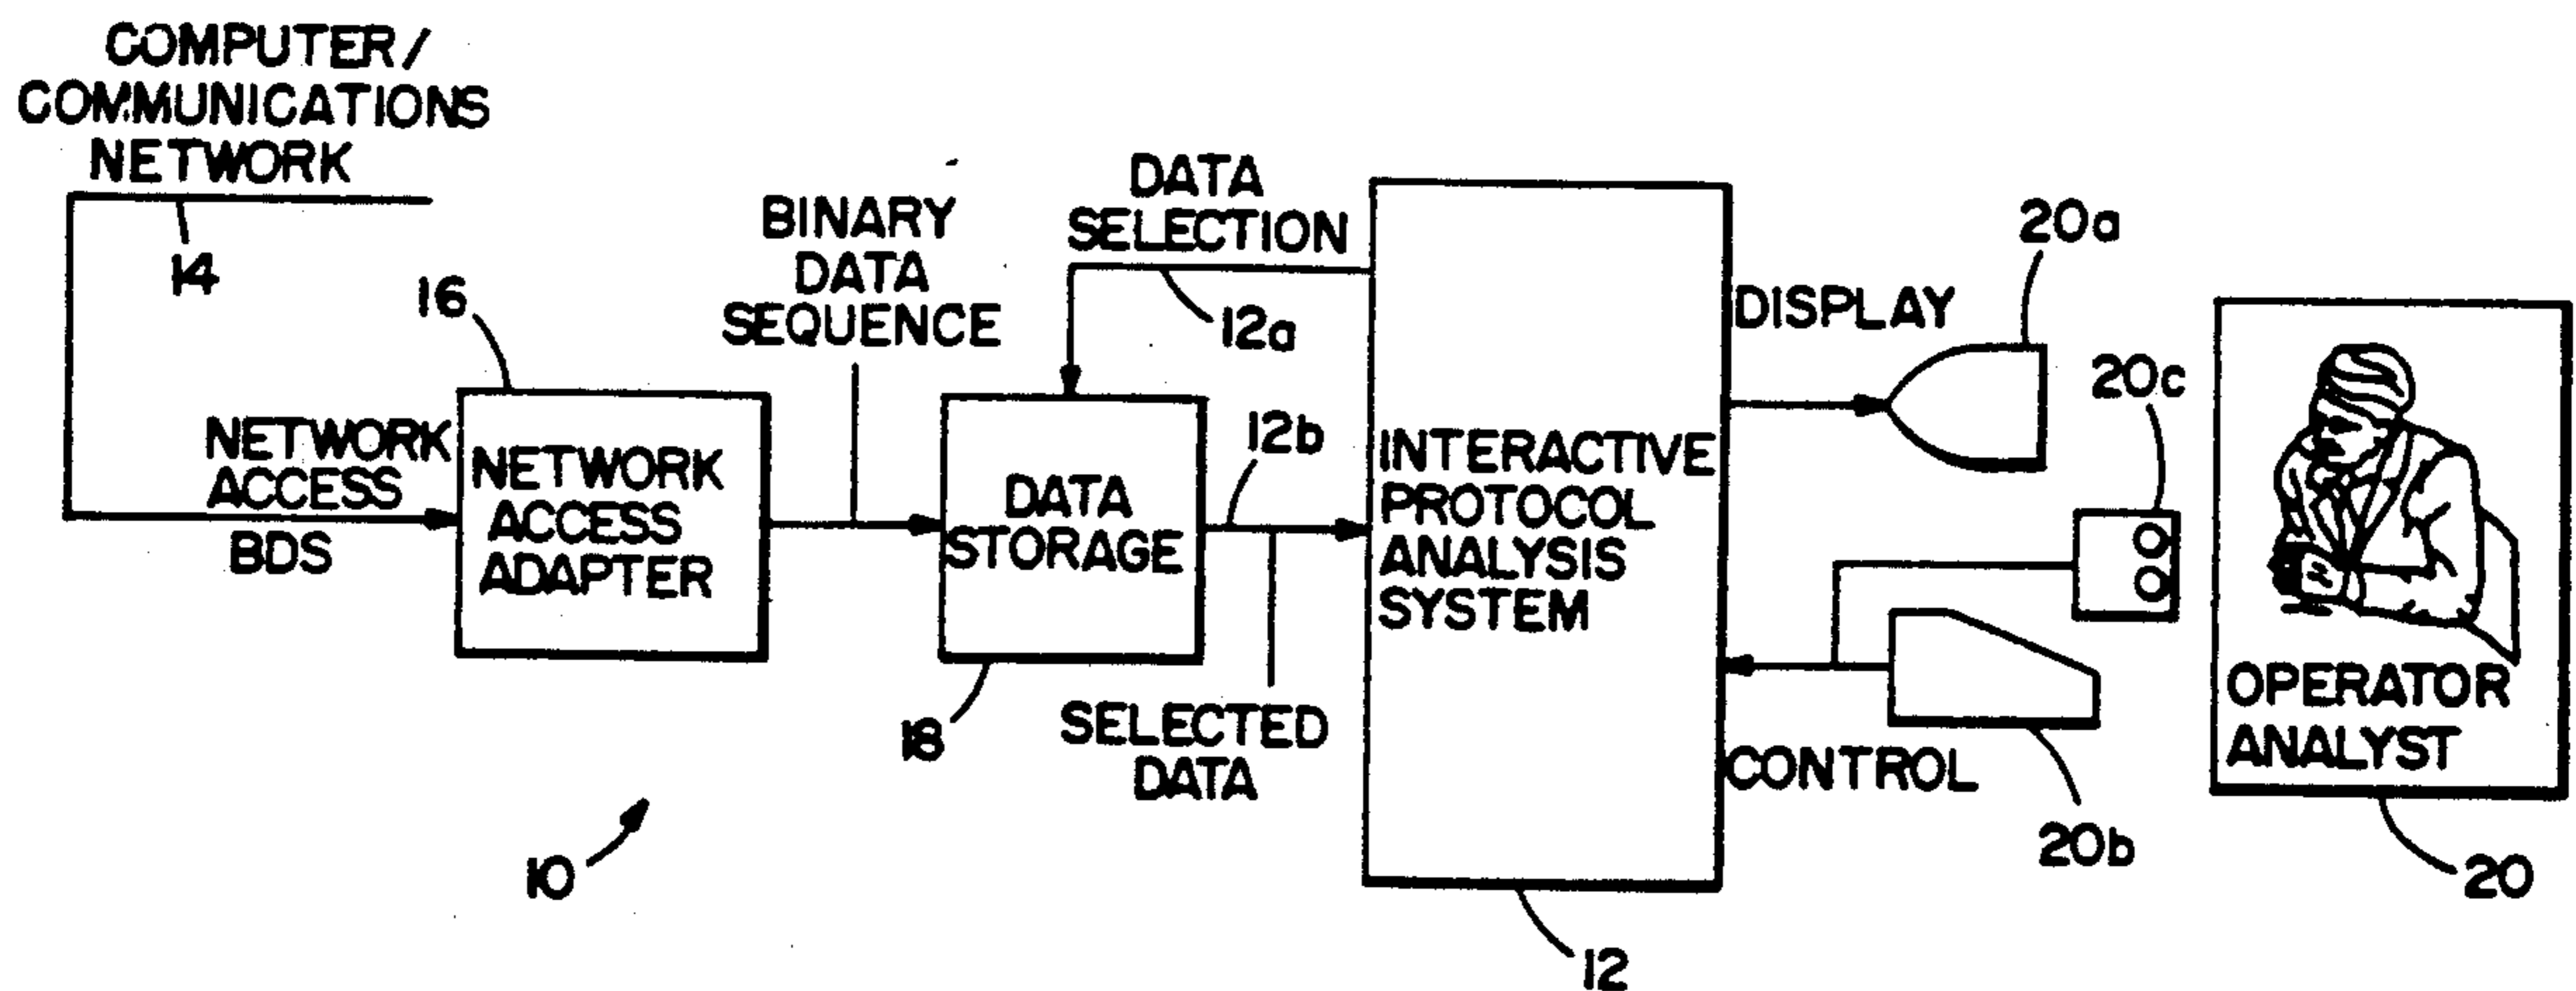 COMPUTER/
COMMUNICATIONS
NETWORK
14
16
NETWORK
ACCESS
BDS
NETWORK
ACCESS
ADAPTER
BINARY
DATA
SEQUENCE
DATA
SELECTION
12a
DATA
STORAGE
18
12b
SELECTED
DATA
INTERACTIVE
PROTOCOL
ANALYSIS
SYSTEM
12
DISPLAY
20a
20c
CONTROL
20b
OPERATOR
ANALYST
20
10